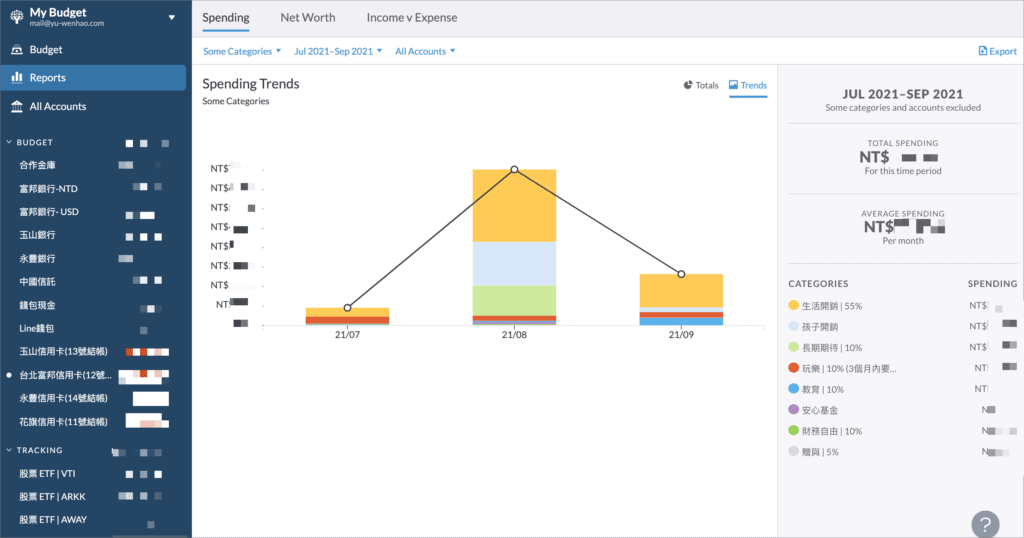 My Budget
mail@yu-wenhao.com
Budget
Reports
All Accounts
BUDGET
合作金庫
富邦銀行-NTD
富邦銀行- USD
玉山銀行
永豐銀行
中國信託
錢包現金
Line錢包
玉山信用卡(13號結帳)
台北富邦信用卡(12號...
永豐信用卡(14號結帳)
花旗信用卡(11號結帳)
TRACKING
股票 ETF | VTI
股票 ETF | ARKK
股票 ETF | AWAY
Spending Net Worth Income v Expense
Some Categories Jul 2021–Sep 2021 All Accounts Export
Spending Trends
Some Categories
Totals Trends
NT$
NT$
NT$
NT$
NT$
NT$
NT$
NT
21/07 21/08 21/09
JUL 2021–SEP 2021
Some categories and accounts excluded
TOTAL SPENDING
NT$
For this time period
AVERAGE SPENDING
NT$
Per month
CATEGORIES SPENDING
生活開銷 | 55% NT$
孩子開銷 NT$
長期期待 | 10% NT$
玩樂 | 10% (3個月內要... NT
教育 | 10% NT
安心基金 N
財務自由 | 10% N
贈與 | 5% N
?